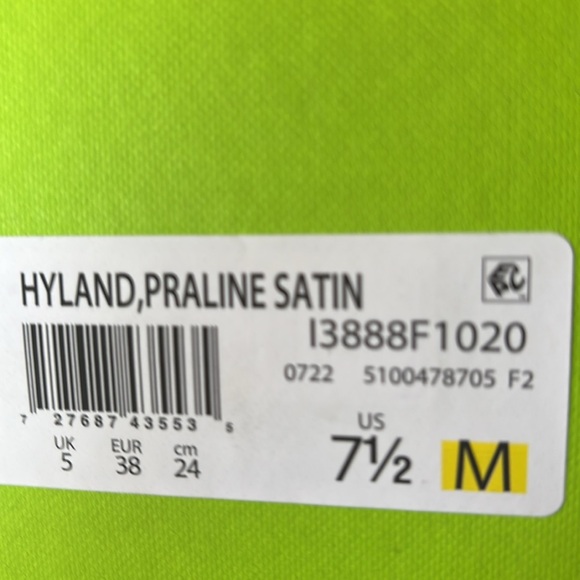 HYLAND,PRALINE SATIN
I3888F1020
0722 5100478705 F2
7 27687 43553 5
UK EUR cm
5 38 24
US
7½ M